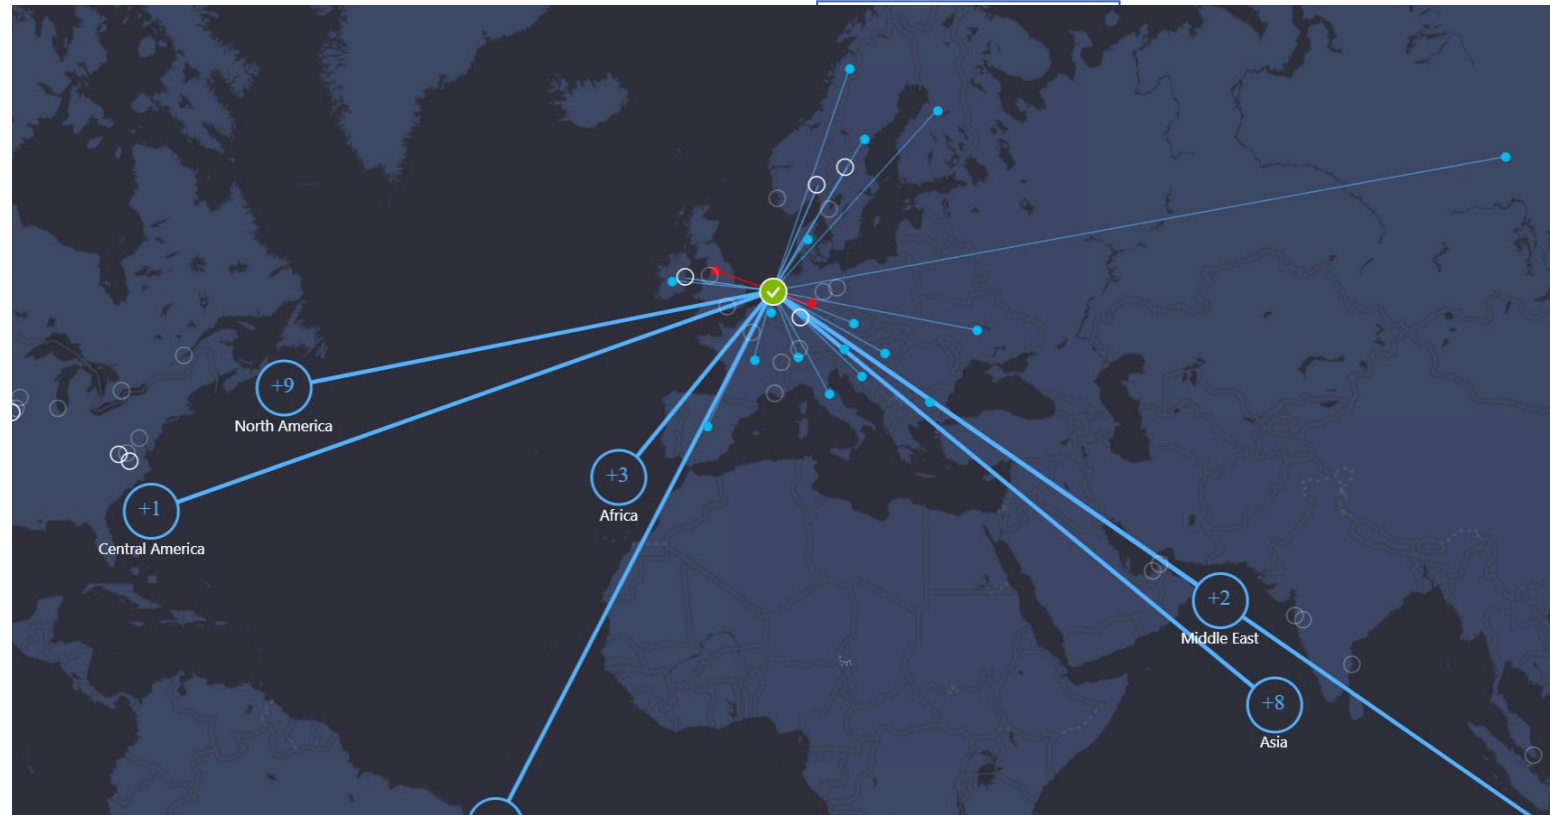 +9
North America
+1
Central America
+3
Africa
+2
Middle East
+8
Asia